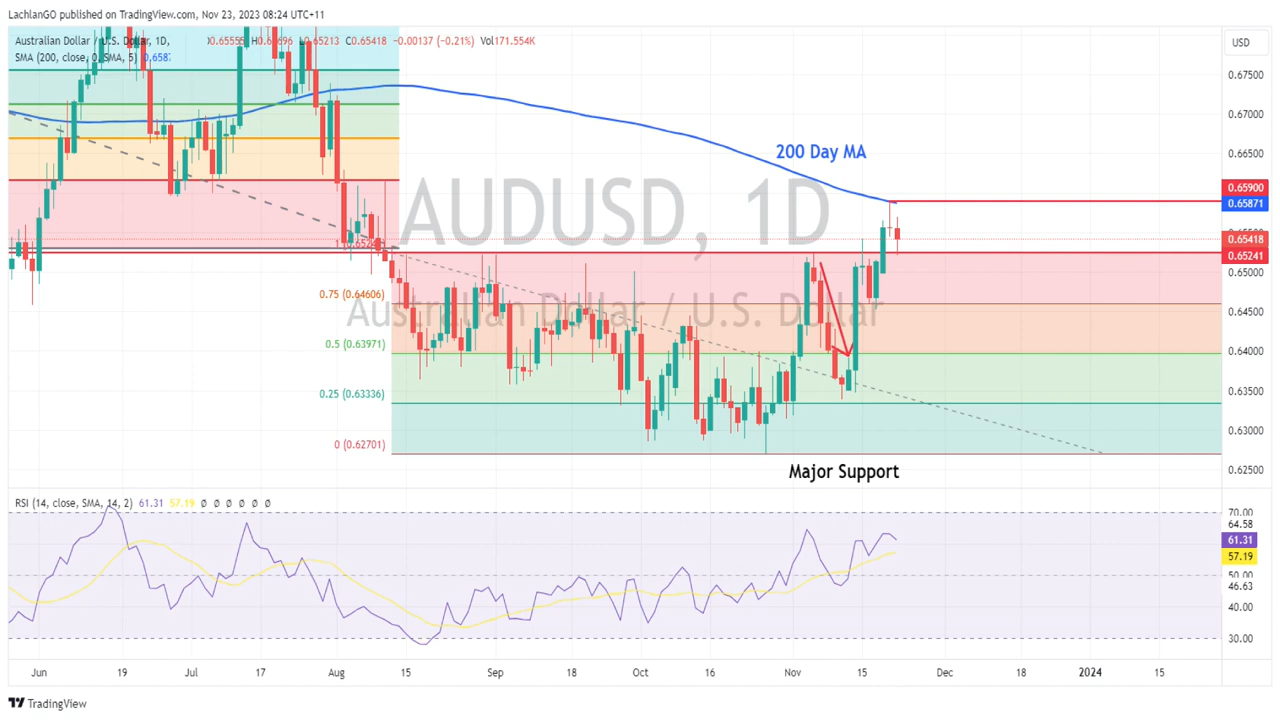 LachlanGO published on TradingView.com, Nov 23, 2023 08:24 UTC+11
Australian Dollar / U.S. Dollar, 1D, O0.65555 H0.65696 L0.65213 C0.65418 −0.00137 (−0.21%) Vol171.554K
SMA (200, close, 0, SMA, 5)
USD
0.67500
0.67000
0.66500
200 Day MA
0.65900
0.65871
AUDUSD, 1D
0.65418
0.65241
0.65000
0.75 (0.64606)
Australian Dollar / U.S. Dollar
0.64500
0.5 (0.63971)
0.64000
0.25 (0.63336)
0.63500
0.63000
0 (0.62701)
Major Support
0.62500
RSI (14, close, SMA, 14, 2) 61.31 57.19 Ø Ø Ø Ø Ø Ø
70.00
64.58
61.31
57.19
50.00
46.63
40.00
30.00
Jun 19 Jul 17 Aug 15 Sep 18 Oct 16 Nov 15 Dec 18 2024 15
TradingView